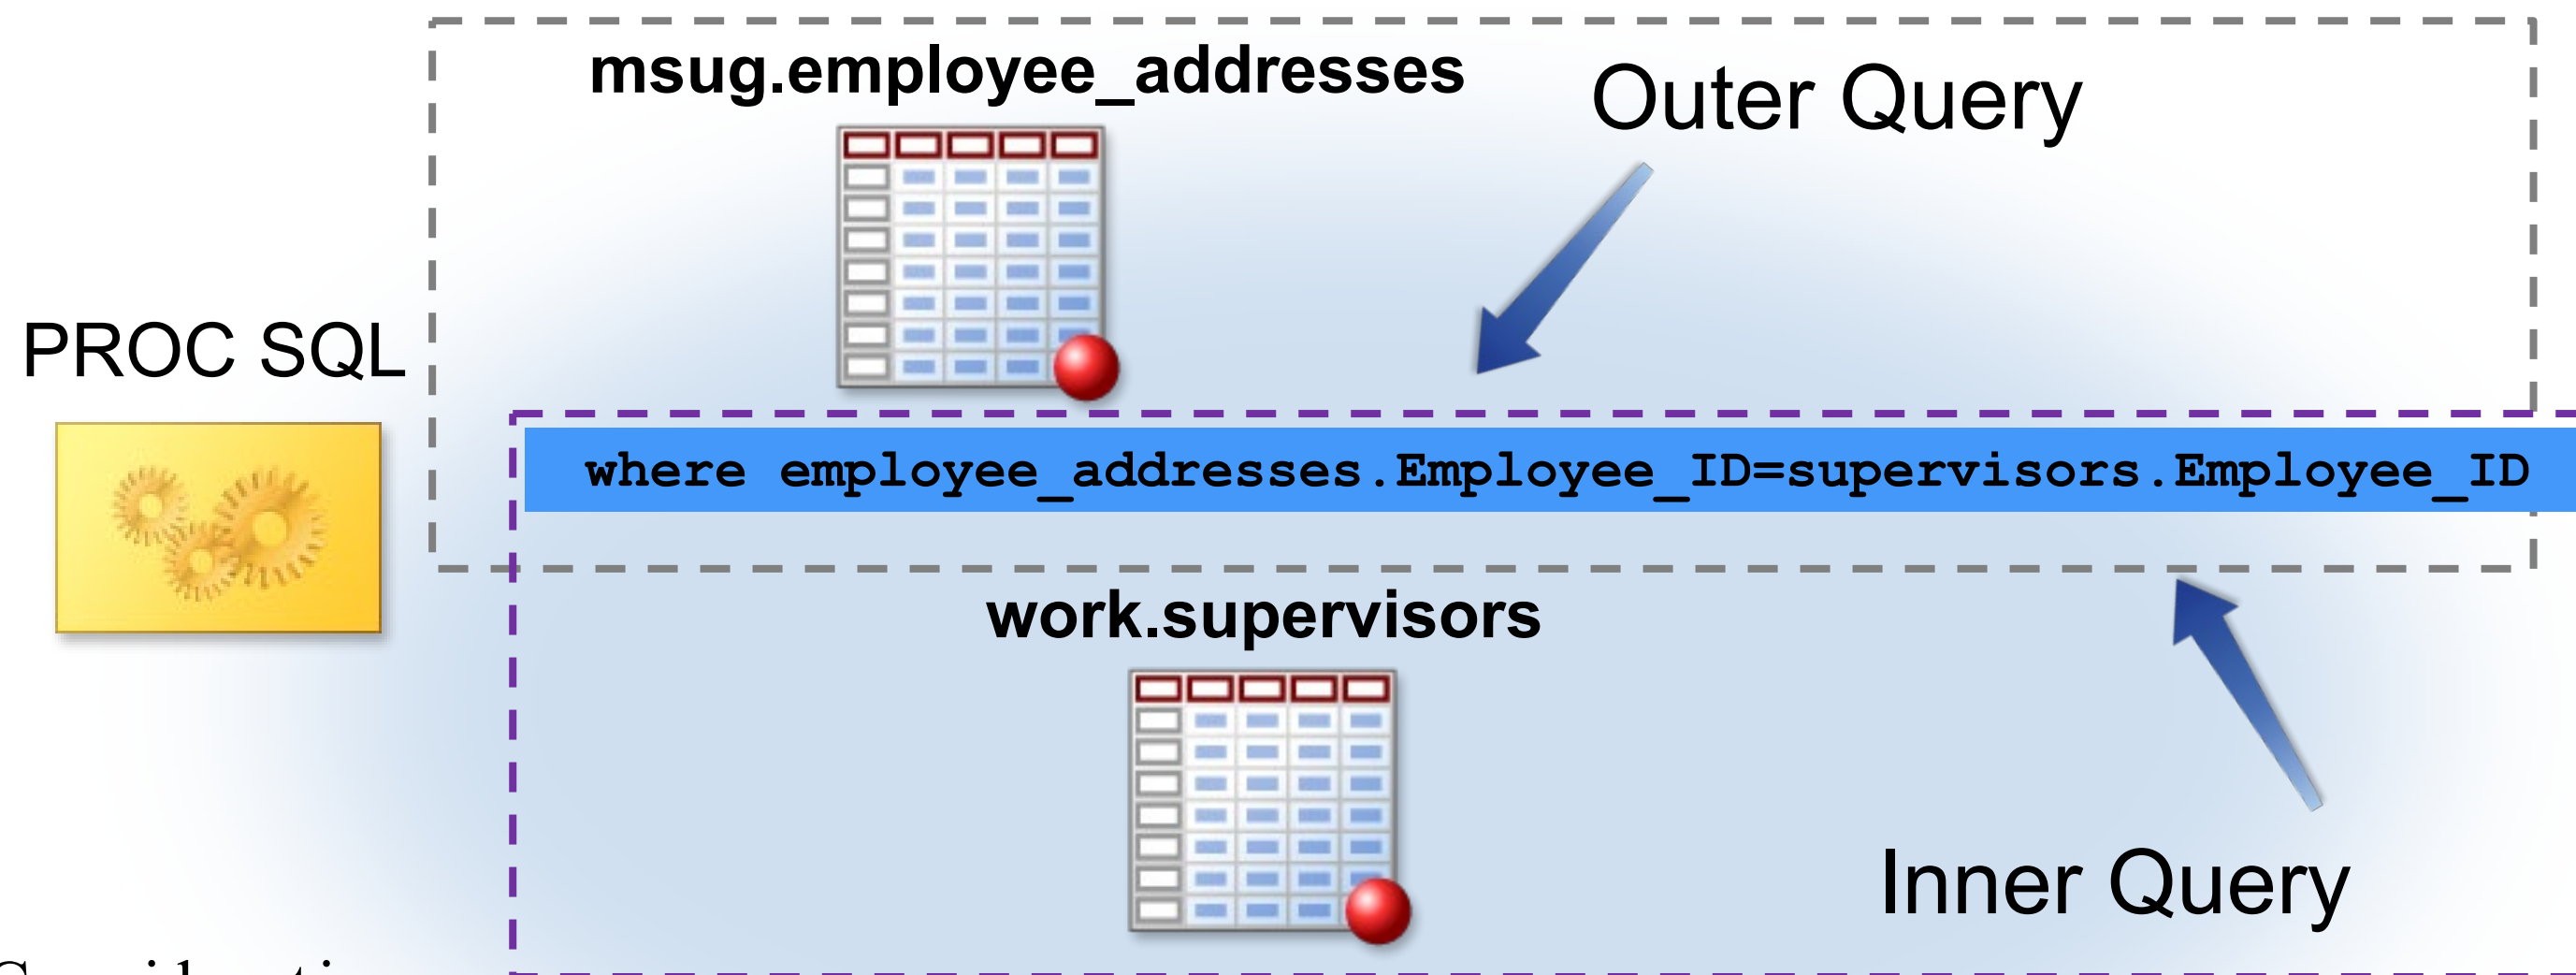 msug.employee_addresses
Outer Query
PROC SQL
where employee_addresses.Employee_ID=supervisors.Employee_ID
work.supervisors
Inner Query